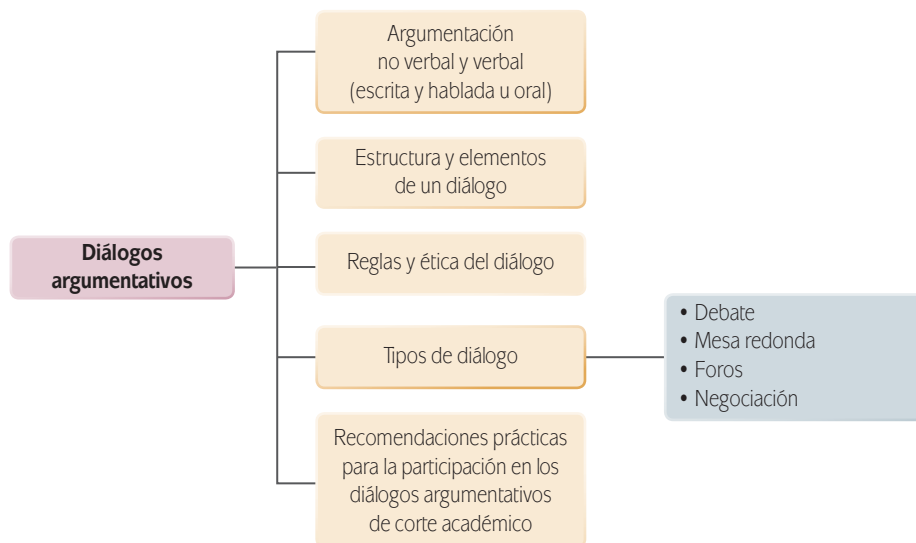 Argumentación
no verbal y verbal
(escrita y hablada u oral)
Estructura y elementos
de un diálogo
Diálogos
argumentativos
Reglas y ética del diálogo
Tipos de diálogo
• Debate
• Mesa redonda
• Foros
• Negociación
Recomendaciones prácticas
para la participación en los
diálogos argumentativos
de corte académico